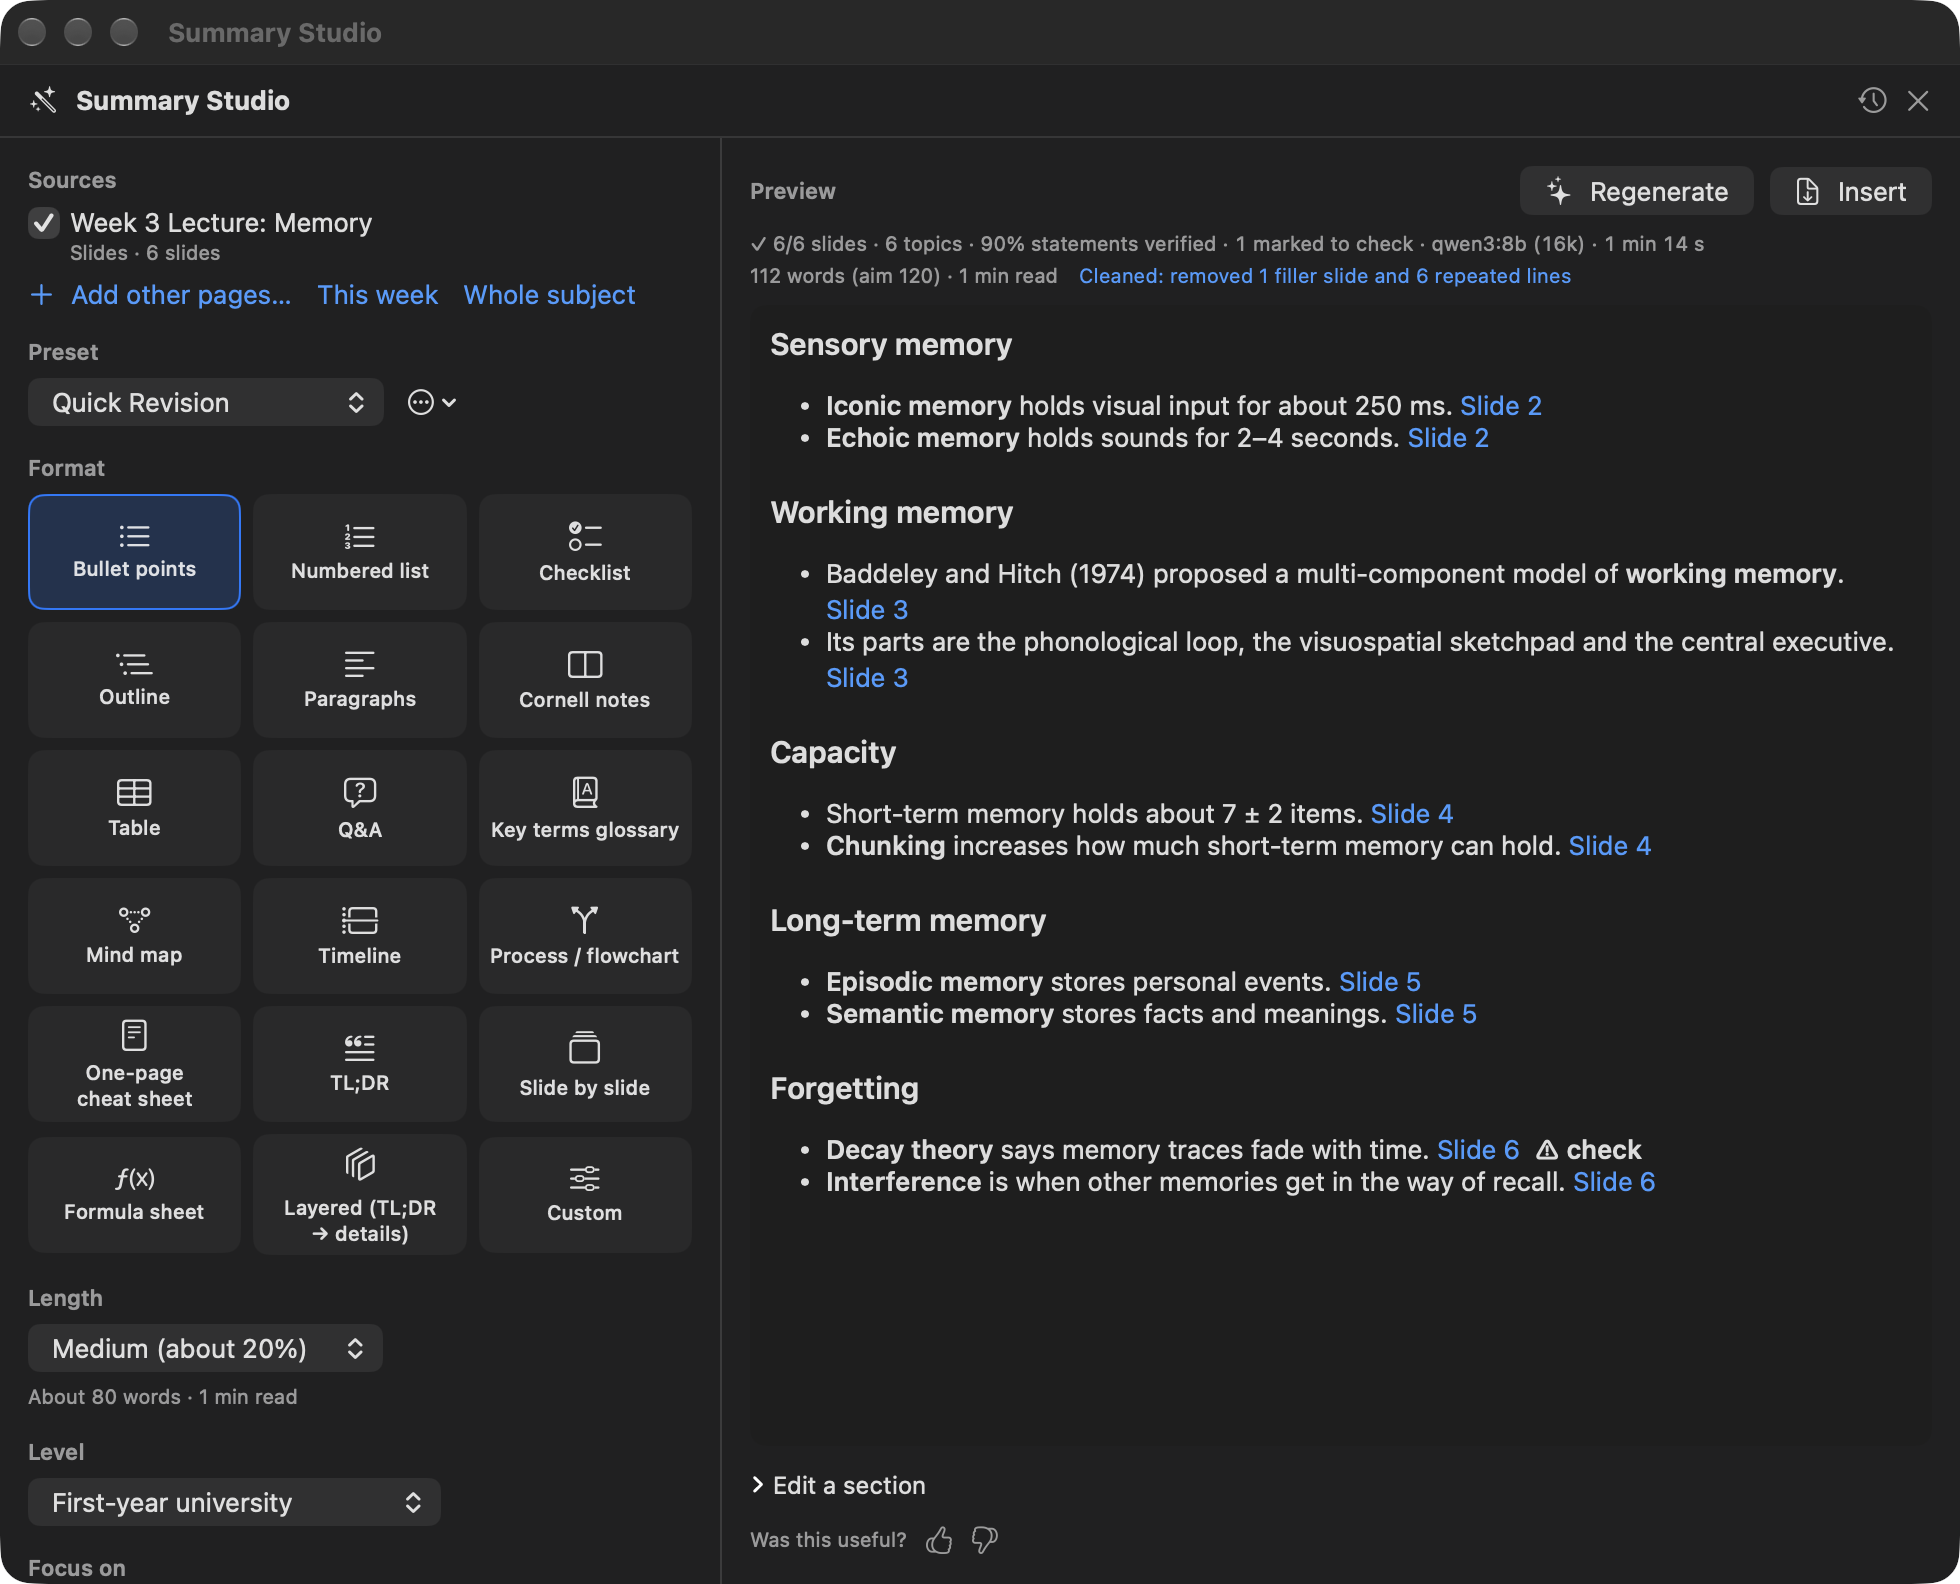 Summary Studio
Summary Studio
Sources
Week 3 Lecture: Memory
Slides · 6 slides
Add other pages... This week Whole subject
Preset
Quick Revision
Format
Bullet points
Numbered list
Checklist
Outline
Paragraphs
Cornell notes
Table
Q&A
Key terms glossary
Mind map
Timeline
Process / flowchart
One-page
cheat sheet
TL;DR
Slide by slide
f(x)
Formula sheet
Layered (TL;DR
→ details)
Custom
Length
Medium (about 20%)
About 80 words · 1 min read
Level
First-year university
Focus on
Preview
Regenerate
Insert
✓ 6/6 slides · 6 topics · 90% statements verified · 1 marked to check · qwen3:8b (16k) · 1 min 14 s
112 words (aim 120) · 1 min read Cleaned: removed 1 filler slide and 6 repeated lines
Sensory memory
• Iconic memory holds visual input for about 250 ms. Slide 2
• Echoic memory holds sounds for 2–4 seconds. Slide 2
Working memory
• Baddeley and Hitch (1974) proposed a multi-component model of working memory.
Slide 3
• Its parts are the phonological loop, the visuospatial sketchpad and the central executive.
Slide 3
Capacity
• Short-term memory holds about 7 ± 2 items. Slide 4
• Chunking increases how much short-term memory can hold. Slide 4
Long-term memory
• Episodic memory stores personal events. Slide 5
• Semantic memory stores facts and meanings. Slide 5
Forgetting
• Decay theory says memory traces fade with time. Slide 6 ⚠ check
• Interference is when other memories get in the way of recall. Slide 6
Edit a section
Was this useful?